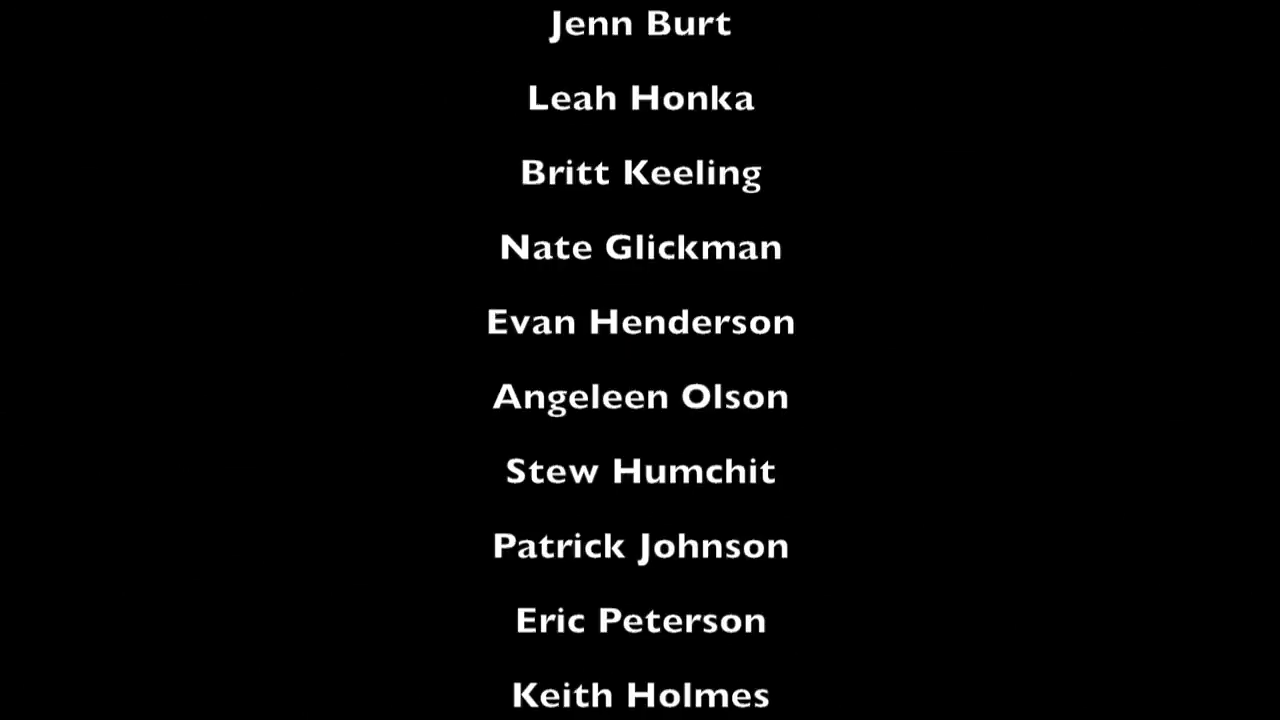 Jenn Burt
Leah Honka
Britt Keeling
Nate Glickman
Evan Henderson
Angeleen Olson
Stew Humchit
Patrick Johnson
Eric Peterson
Keith Holmes